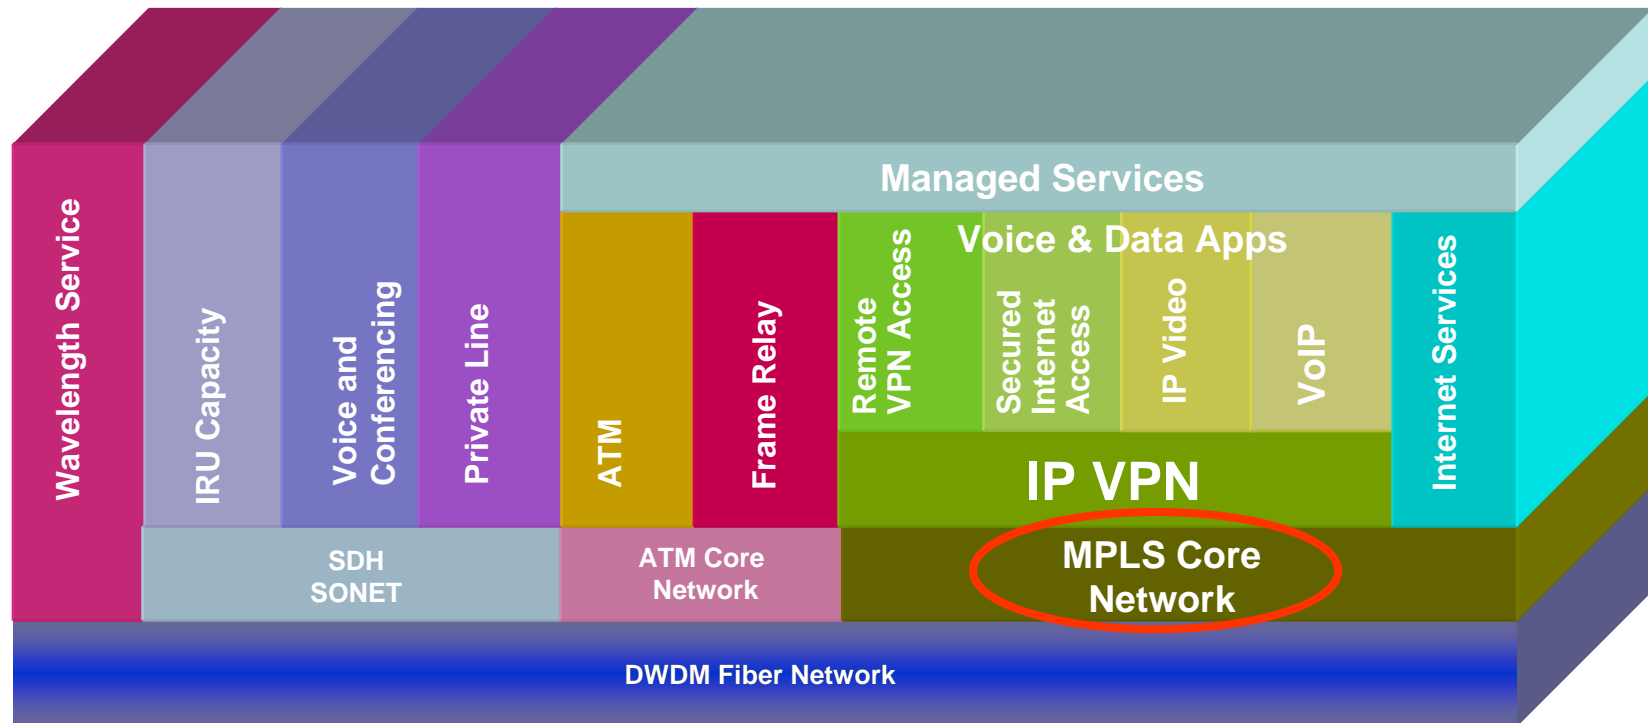 Managed Services
Voice & Data Apps
Wavelength Service
IRU Capacity
Voice and
Conferencing
Private Line
ATM
Frame Relay
Remote
VPN Access
Secured
Internet
Access
IP Video
VoIP
Internet Services
IP VPN
SDH
SONET
ATM Core
Network
MPLS Core
Network
DWDM Fiber Network